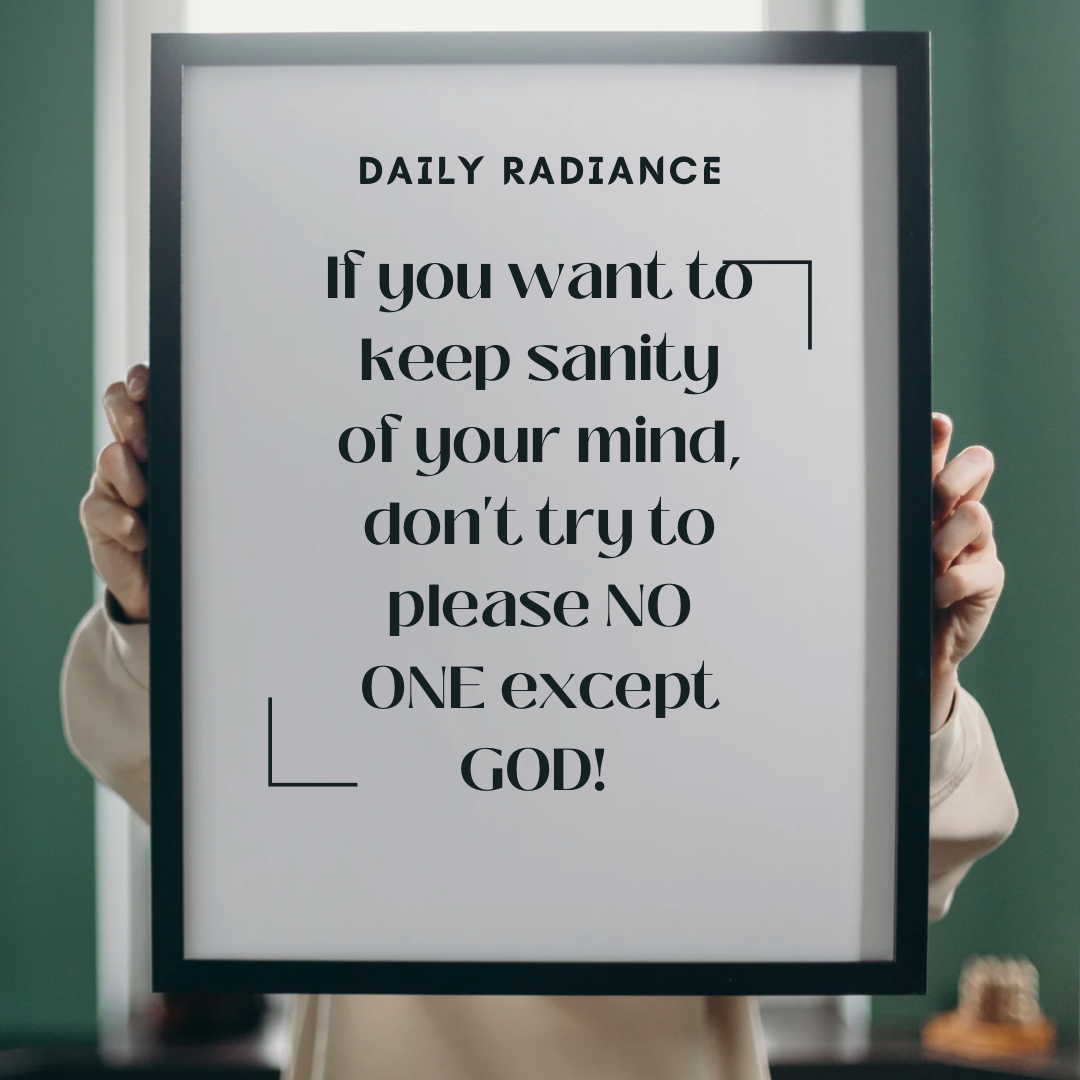 DAILY RADIANCE
If you want to
keep sanity
of your mind,
don't try to
please NO
ONE except
GOD!